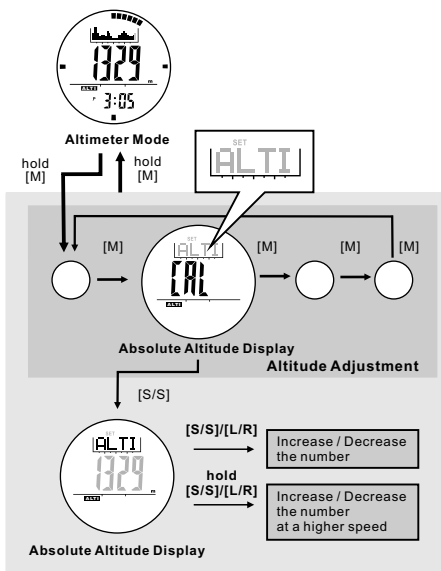 1329
m
ALTI
P 3:05
Altimeter Mode
SET
ALTI
hold
[M]
hold
[M]
[M]
SET
ALTI
CAL
ALTI
[M]
[M]
[M]
Absolute Altitude Display
Altitude Adjustment
[S/S]
SET
ALTI
1329
m
ALTI
[S/S]/[L/R]
Increase / Decrease
the number
hold
[S/S]/[L/R]
Increase / Decrease
the number
at a higher speed
Absolute Altitude Display